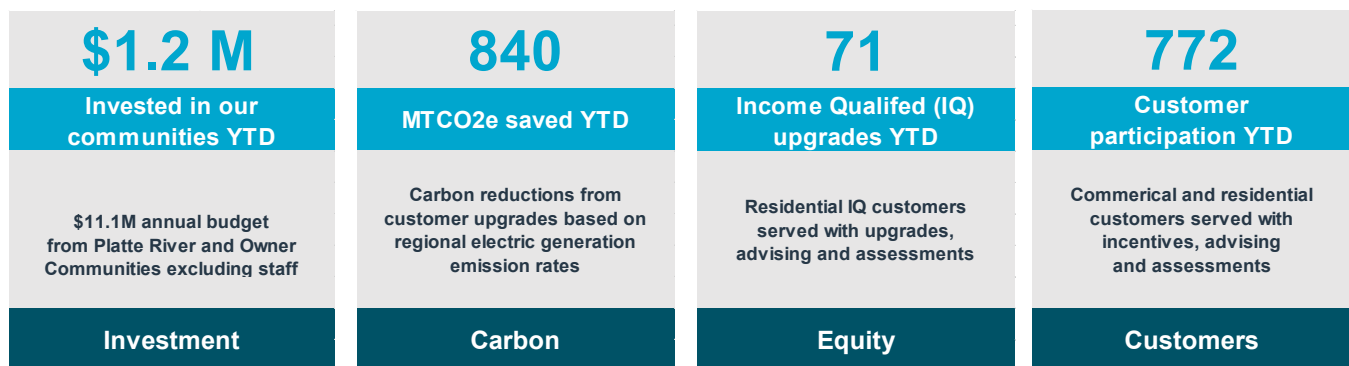 $1.2 M
Invested in our
communities YTD
$11.1M annual budget
from Platte River and Owner
Communities excluding staff
Investment
840
MTCO2e saved YTD
Carbon reductions from
customer upgrades based on
regional electric generation
emission rates
Carbon
71
Income Qualifed (IQ)
upgrades YTD
Residential IQ customers
served with upgrades,
advising and assessments
Equity
772
Customer
participation YTD
Commerical and residential
customers served with
incentives, advising
and assessments
Customers